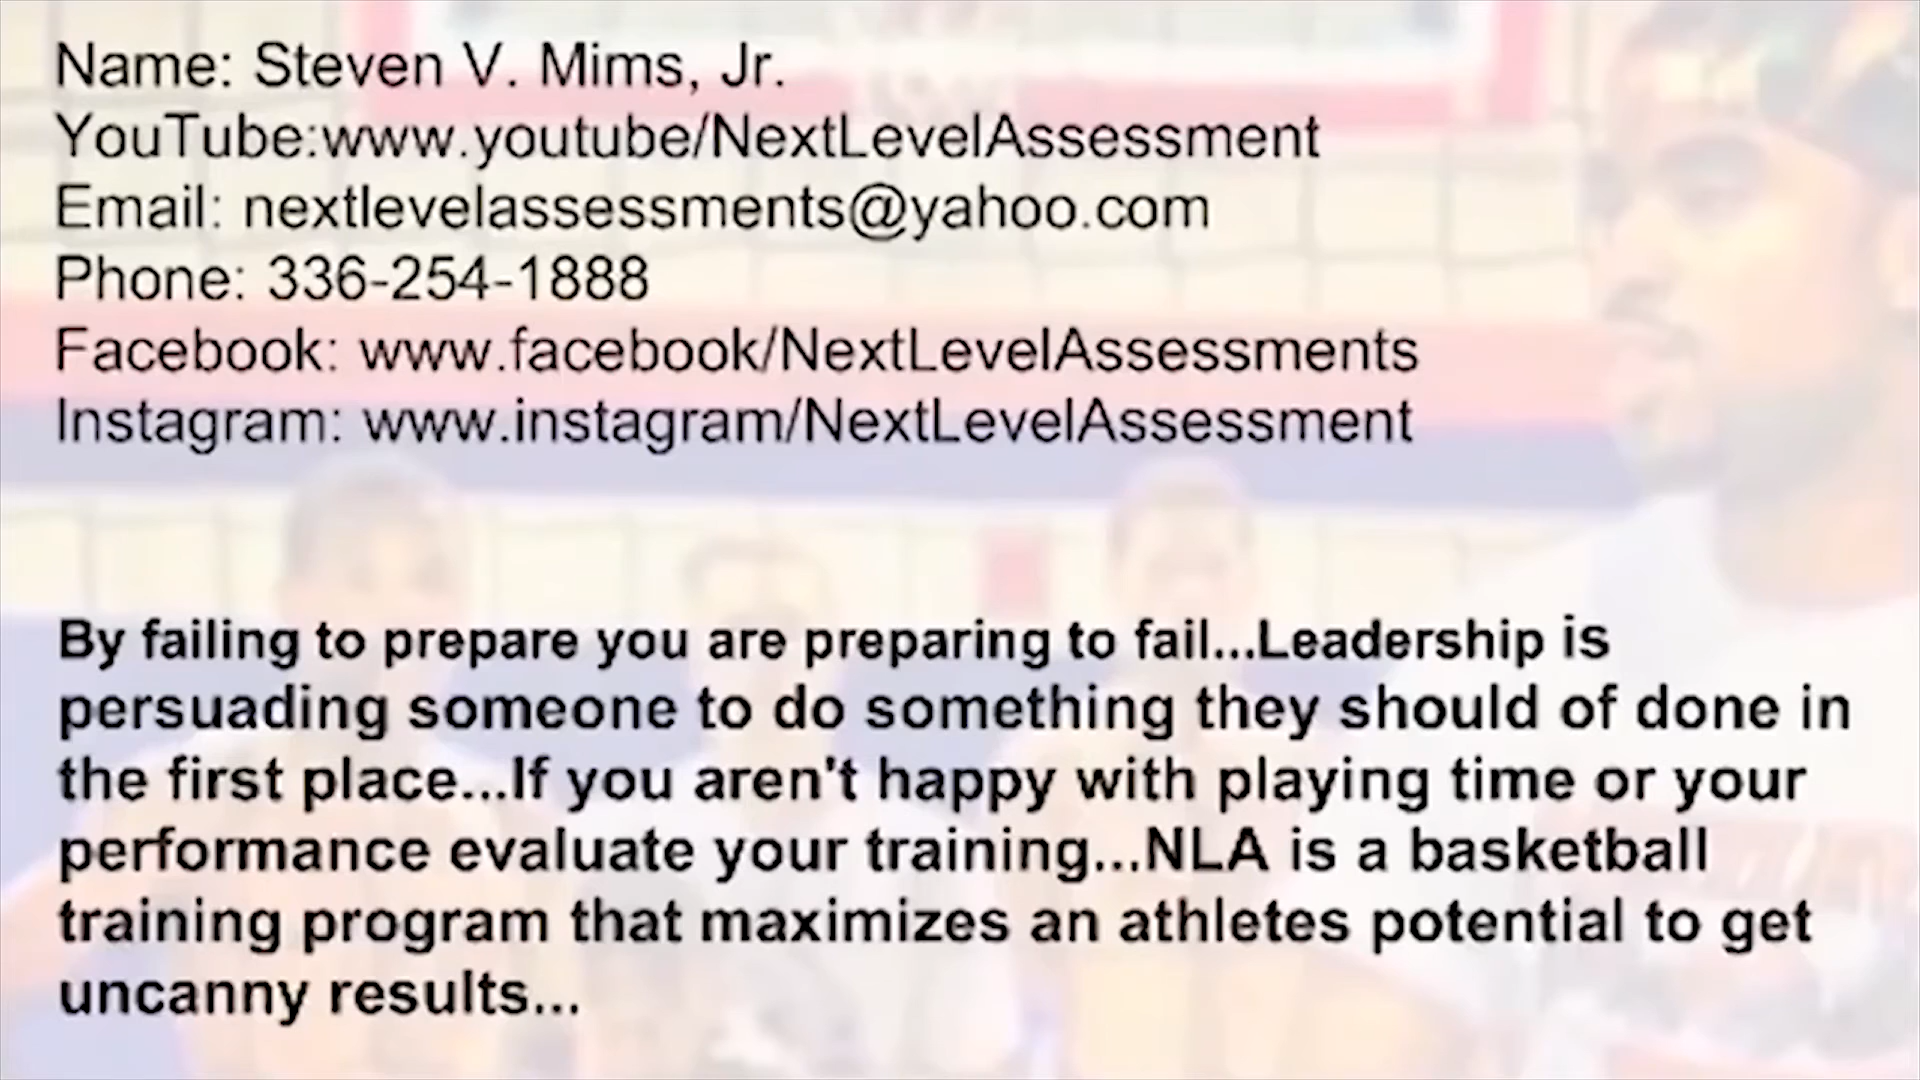 Name: Steven V. Mims, Jr.
YouTube:www.youtube/NextLevelAssessment
Email: nextlevelassessments@yahoo.com
Phone: 336-254-1888
Facebook: www.facebook/NextLevelAssessments
Instagram: www.instagram/NextLevelAssessment
By failing to prepare you are preparing to fail...Leadership is
persuading someone to do something they should of done in
the first place...If you aren't happy with playing time or your
performance evaluate your training...NLA is a basketball
training program that maximizes an athletes potential to get
uncanny results...